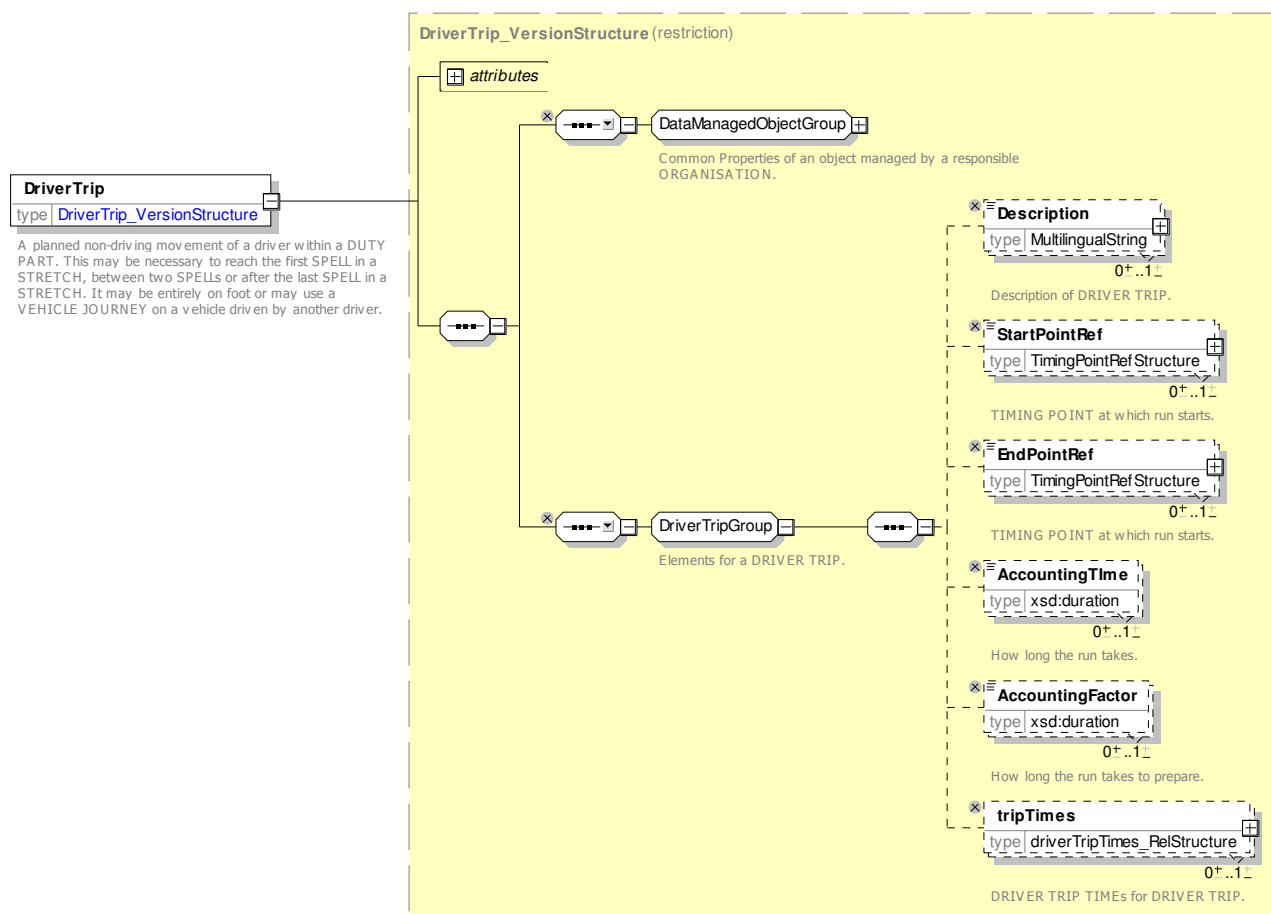 DriverTrip_VersionStructure (restriction)
attributes
DataManagedObjectGroup
Common Properties of an object managed by a responsible
ORGANISATION.
DriverTrip
type DriverTrip_VersionStructure
A planned non-driving movement of a driver within a DUTY
PART. This may be necessary to reach the first SPELL in a
STRETCH, between two SPELLs or after the last SPELL in a
STRETCH. It may be entirely on foot or may use a
VEHICLE JOURNEY on a vehicle driven by another driver.
DriverTripGroup
Elements for a DRIVER TRIP.
Description
type MultilingualString
0..1
Description of DRIVER TRIP.
StartPointRef
type TimingPointRefStructure
0..1
TIMING POINT at which run starts.
EndPointRef
type TimingPointRefStructure
0..1
TIMING POINT at which run starts.
AccountingTIme
type xsd:duration
0..1
How long the run takes.
AccountingFactor
type xsd:duration
0..1
How long the run takes to prepare.
tripTimes
type driverTripTimes_RelStructure
0..1
DRIVER TRIP TIMEs for DRIVER TRIP.